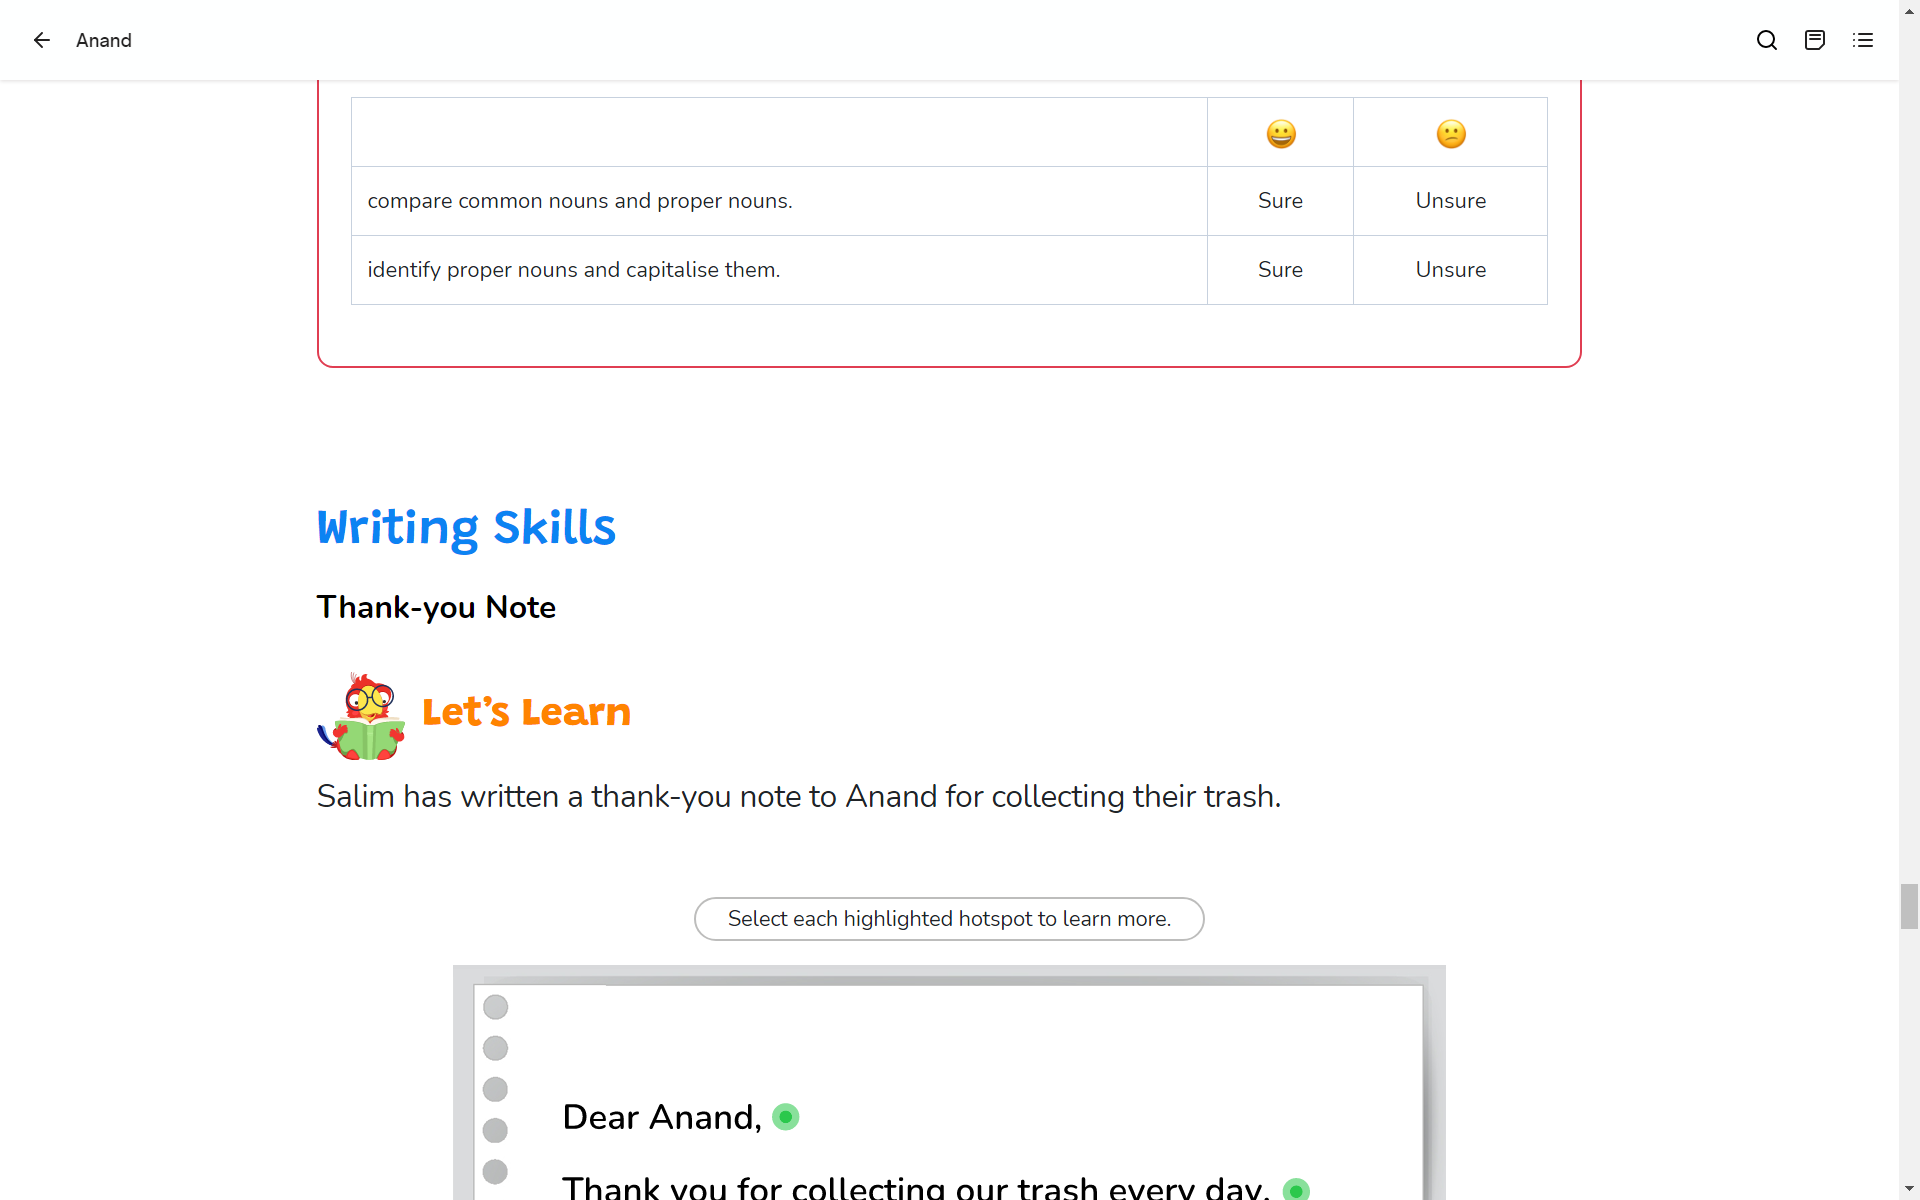 Anand
compare common nouns and proper nouns. Sure Unsure
identify proper nouns and capitalise them. Sure Unsure
Writing Skills
Thank-you Note
Let’s Learn
Salim has written a thank-you note to Anand for collecting their trash.
Select each highlighted hotspot to learn more.
Dear Anand,
Thank you for collecting our trash every day.